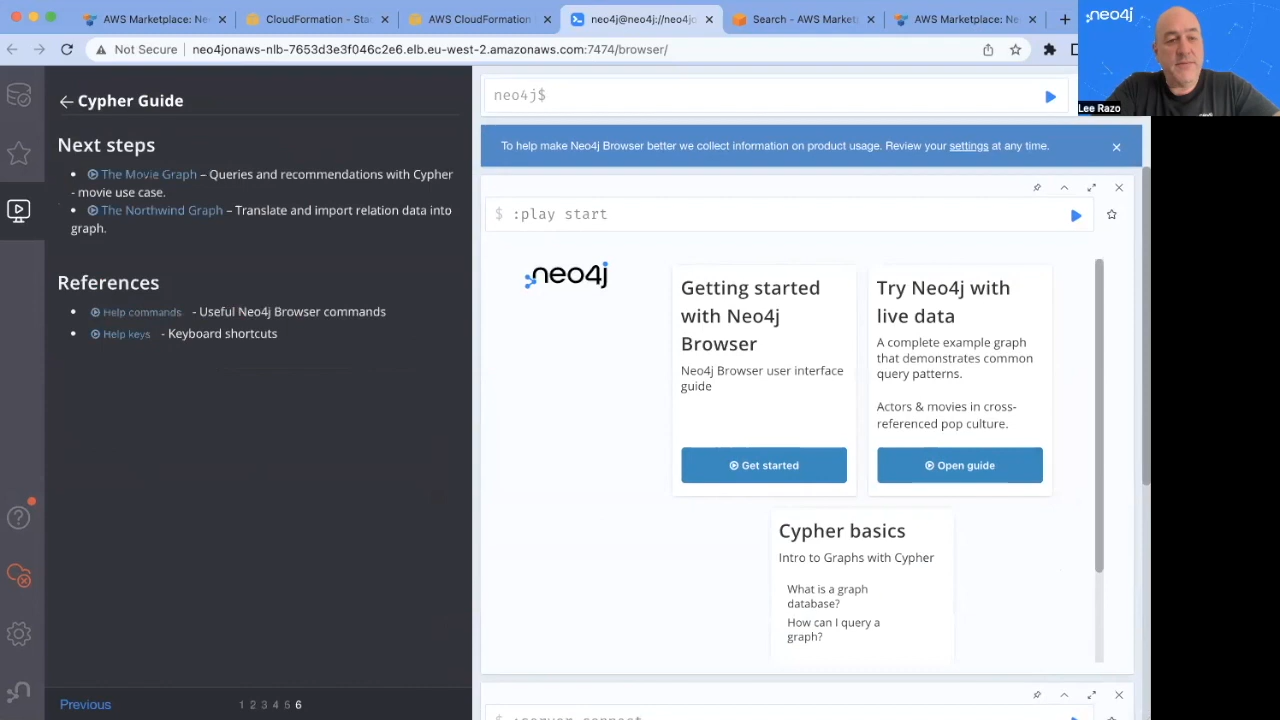 AWS Marketplace: Ne
CloudFormation - Sta
AWS CloudFormation
neo4j@neo4j://neo4jo
Search - AWS Market
AWS Marketplace: Ne
Not Secure
neo4jonaws-nlb-7653d3e3f046c2e6.elb.eu-west-2.amazonaws.com:7474/browser/
neo4j
Lee Razo
Cypher Guide
Next steps
The Movie Graph – Queries and recommendations with Cypher
- movie use case.
The Northwind Graph – Translate and import relation data into
graph.
References
Help commands - Useful Neo4j Browser commands
Help keys - Keyboard shortcuts
Previous
1 2 3 4 5 6
neo4j$
To help make Neo4j Browser better we collect information on product usage. Review your settings at any time.
$ :play start
neo4j
Getting started
with Neo4j
Browser
Neo4j Browser user interface
guide
Get started
Try Neo4j with
live data
A complete example graph
that demonstrates common
query patterns.
Actors & movies in cross-
referenced pop culture.
Open guide
Cypher basics
Intro to Graphs with Cypher
What is a graph
database?
How can I query a
graph?
$ :server connect